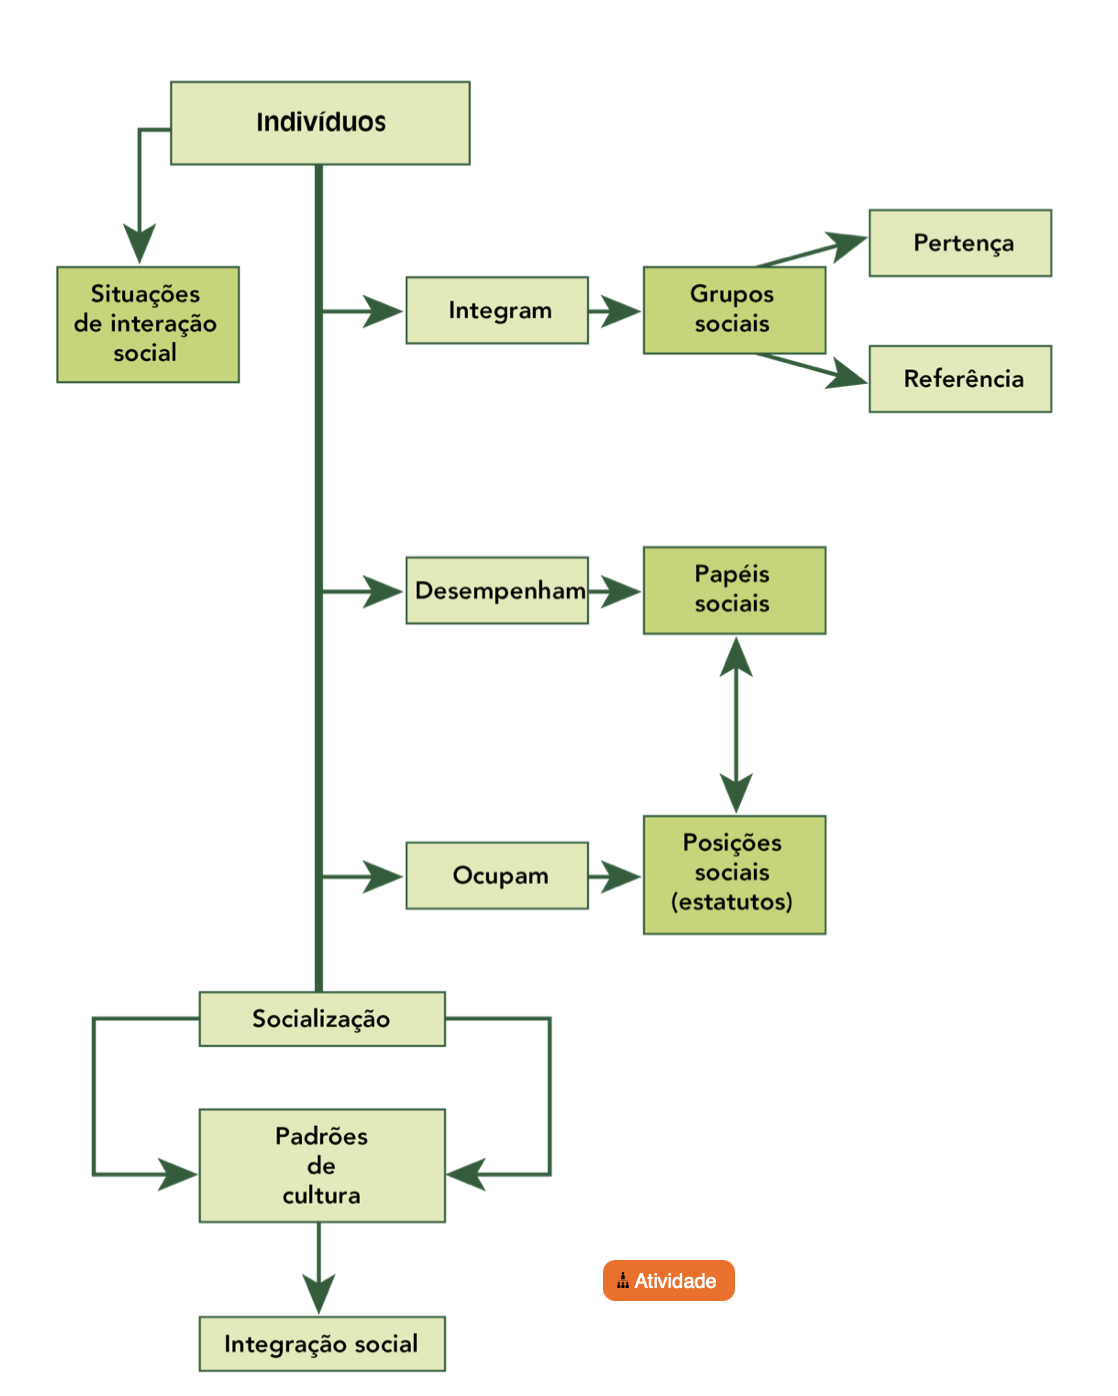 Indivíduos
Situações
de interação
social
Integram
Grupos
sociais
Pertença
Referência
Desempenham
Papéis
sociais
Ocupam
Posições
sociais
(estatutos)
Socialização
Padrões
de
cultura
Integração social
Atividade